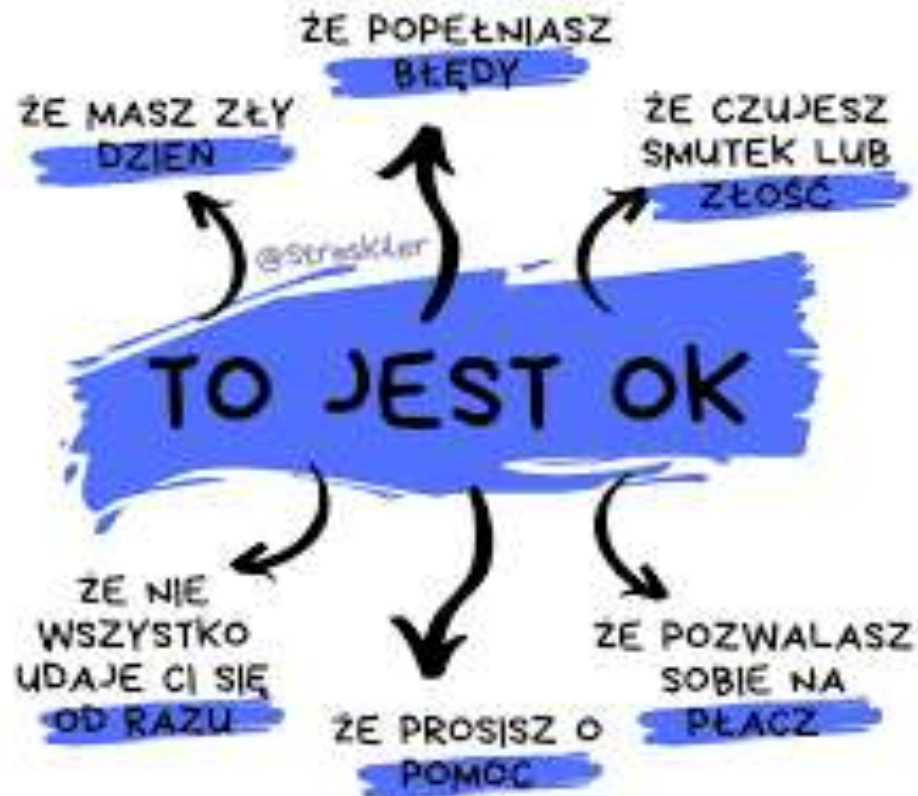 ŻE POPEŁNIASZ
BŁĘDY
ŻE MASZ ZŁY
DZIEŃ
ŻE CZUJESZ
SMUTEK LUB
ZŁOŚĆ
@Streskiler
TO JEST OK
ŻE NIE
WSZYSTKO
UDAJE CI SIĘ
OD RAZU
ŻE PROSISZ O
POMOC
ŻE POZWALASZ
SOBIE NA
PŁACZ